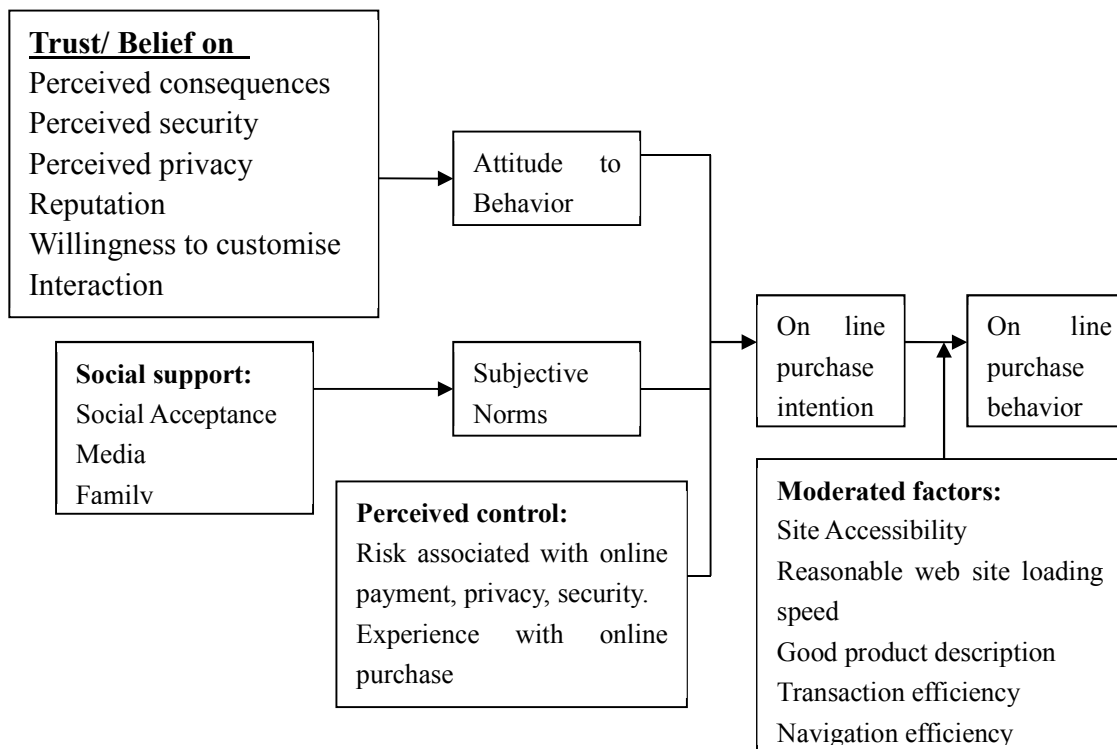 Trust/ Belief on
Perceived consequences
Perceived security
Perceived privacy
Reputation
Willingness to customise
Interaction
Attitude to
Behavior
Social support:
Social Acceptance
Media
Family
Subjective
Norms
Perceived control:
Risk associated with online
payment, privacy, security.
Experience with online
purchase
On line
purchase
intention
On line
purchase
behavior
Moderated factors:
Site Accessibility
Reasonable web site loading
speed
Good product description
Transaction efficiency
Navigation efficiency